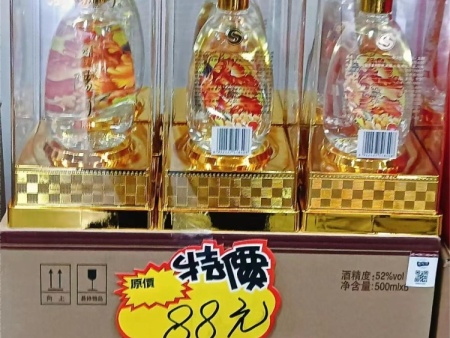 特價
原價
88元
酒精度:52%vol
净含量:500mlx6
向上
易碎物品